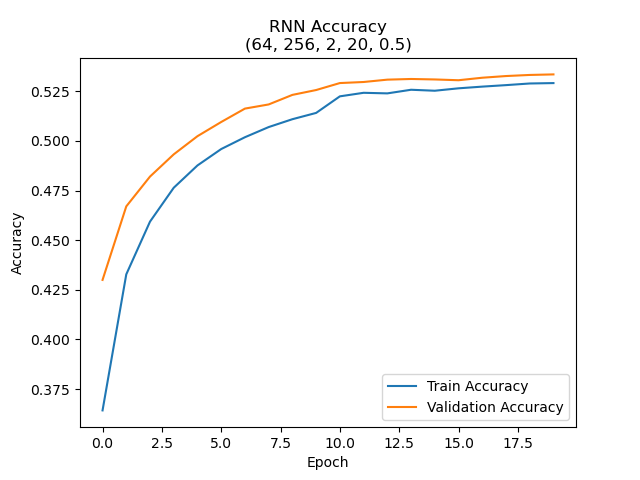 RNN Accuracy
(64, 256, 2, 20, 0.5)
Accuracy
0.525
0.500
0.475
0.450
0.425
0.400
0.375
Train Accuracy
Validation Accuracy
0.0 2.5 5.0 7.5 10.0 12.5 15.0 17.5
Epoch